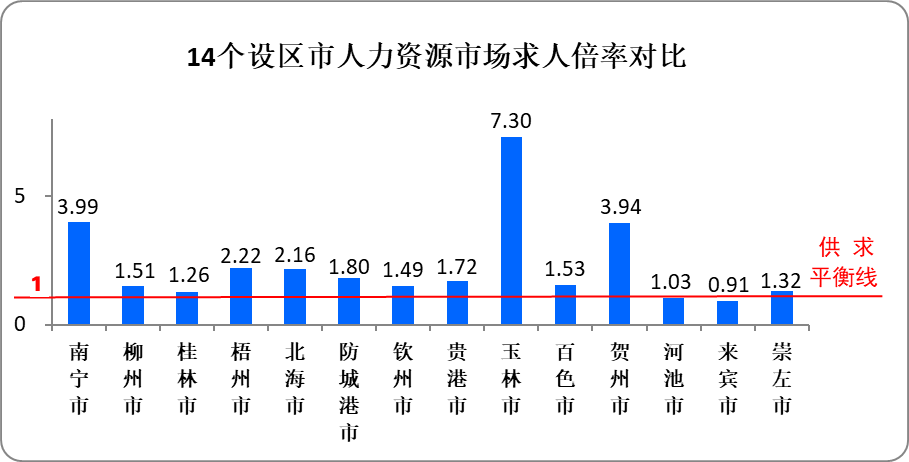 14个设区市人力资源市场求人倍率对比
7.30
5
3.99
3.94
供 求
平衡线
2.22
2.16
1.80
1.72
1.51
1.26
1.49
1.53
1.03
0.91
1.32
1
0
南宁市
柳州市
桂林市
梧州市
北海市
防城港市
钦州市
贵港市
玉林市
百色市
贺州市
河池市
来宾市
崇左市